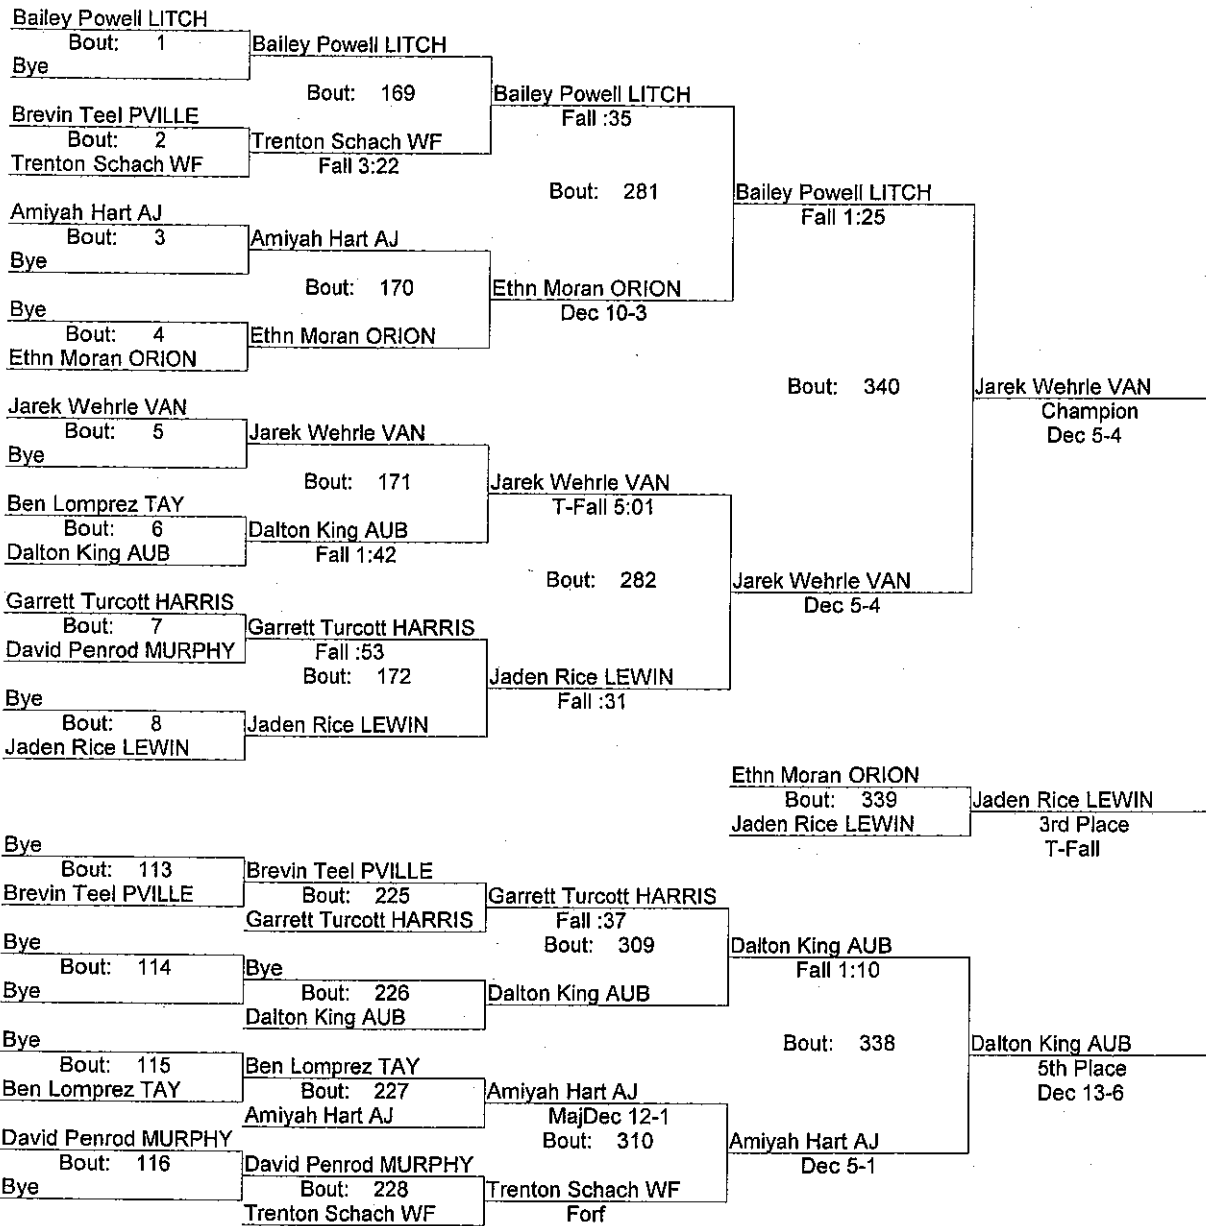 Bailey Powell LITCH
Bout: 1
Bye
Bailey Powell LITCH
Bout: 169
Brevin Teel PVILLE
Bout: 2
Trenton Schach WF
Trenton Schach WF
Fall 3:22
Bailey Powell LITCH
Fall :35
Bout: 281
Amiyah Hart AJ
Bout: 3
Bye
Amiyah Hart AJ
Bout: 170
Bye
Bout: 4
Ethn Moran ORION
Ethn Moran ORION
Ethn Moran ORION
Dec 10-3
Bailey Powell LITCH
Fall 1:25
Bout: 340
Jarek Wehrle VAN
Bout: 5
Bye
Jarek Wehrle VAN
Bout: 171
Ben Lomprez TAY
Bout: 6
Dalton King AUB
Dalton King AUB
Fall 1:42
Jarek Wehrle VAN
T-Fall 5:01
Bout: 282
Garrett Turcott HARRIS
Bout: 7
David Penrod MURPHY
Garrett Turcott HARRIS
Fall :53
Bout: 172
Bye
Bout: 8
Jaden Rice LEWIN
Jaden Rice LEWIN
Jaden Rice LEWIN
Fall :31
Jarek Wehrle VAN
Dec 5-4
Jarek Wehrle VAN
Champion
Dec 5-4
Ethn Moran ORION
Bout: 339
Jaden Rice LEWIN
Jaden Rice LEWIN
3rd Place
T-Fall
Bye
Bout: 113
Brevin Teel PVILLE
Brevin Teel PVILLE
Bout: 225
Garrett Turcott HARRIS
Garrett Turcott HARRIS
Fall :37
Bout: 309
Bye
Bout: 114
Bye
Bye
Bout: 226
Dalton King AUB
Dalton King AUB
Dalton King AUB
Fall 1:10
Bout: 338
Bye
Bout: 115
Ben Lomprez TAY
Ben Lomprez TAY
Bout: 227
Amiyah Hart AJ
Amiyah Hart AJ
MajDec 12-1
Bout: 310
David Penrod MURPHY
Bout: 116
Bye
David Penrod MURPHY
Bout: 228
Trenton Schach WF
Trenton Schach WF
Forf
Amiyah Hart AJ
Dec 5-1
Dalton King AUB
5th Place
Dec 13-6